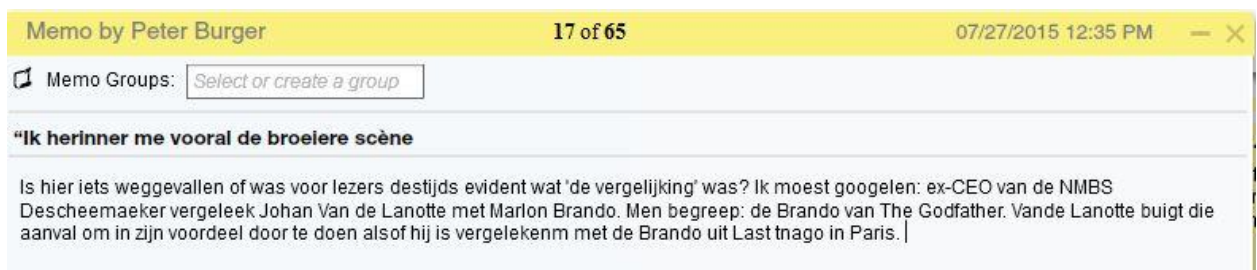 Memo by Peter Burger 17 of 65 07/27/2015 12:35 PM
Memo Groups: Select or create a group
“Ik herinner me vooral de broeiere scène
Is hier iets weggevallen of was voor lezers destijds evident wat 'de vergelijking' was? Ik moest googelen: ex-CEO van de NMBS
Descheemaeker vergeleek Johan Van de Lanotte met Marlon Brando. Men begreep: de Brando van The Godfather. Vande Lanotte buigt die
aanval om in zijn voordeel door te doen alsof hij is vergelekenm met de Brando uit Last tnago in Paris.